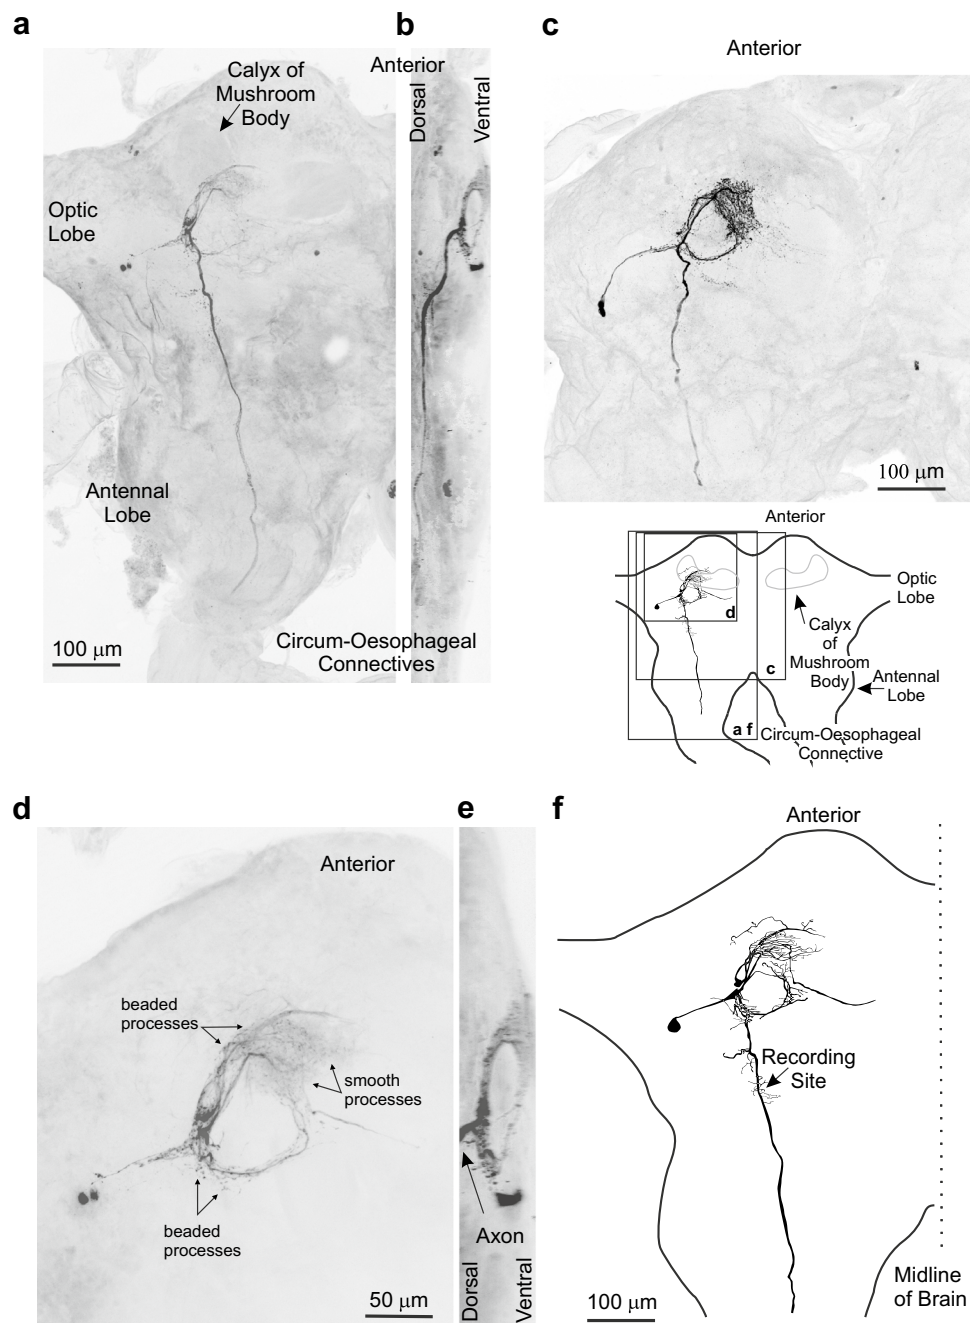 a
b
c
Anterior
Calyx of
Mushroom
Body
Anterior
Dorsal
Ventral
Optic
Lobe
Antennal
Lobe
100 μm
Circum-Oesophageal
Connectives
100 μm
Anterior
Optic
Lobe
d
Calyx
of
Mushroom
Body
c
Antennal
Lobe
a f
Circum-Oesophageal
Connective
d
e
f
Anterior
Anterior
beaded
processes
smooth
processes
beaded
processes
50 μm
Axon
Dorsal
Ventral
Recording
Site
100 μm
Midline
of Brain